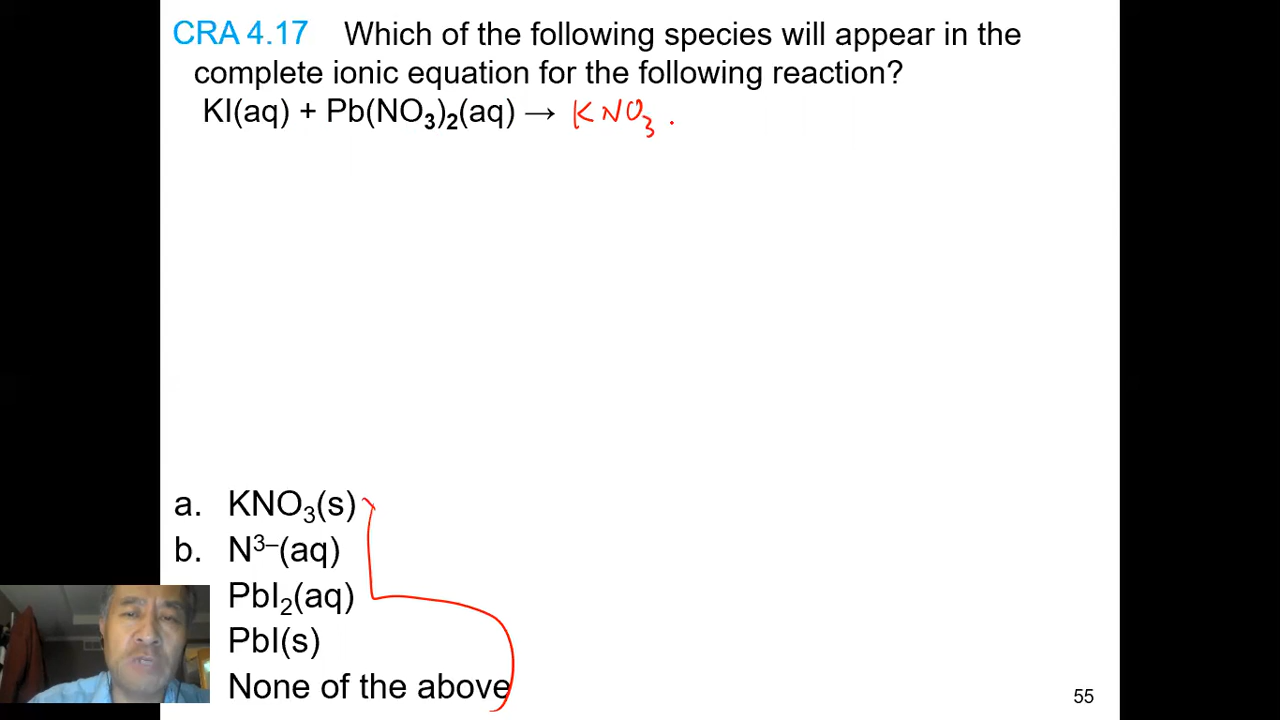 CRA 4.17 Which of the following species will appear in the
complete ionic equation for the following reaction?
KI(aq) + Pb(NO₃)₂(aq) → KNO₃ .
a. KNO₃(s)
b. N³⁻(aq)
PbI₂(aq)
PbI(s)
None of the above
55